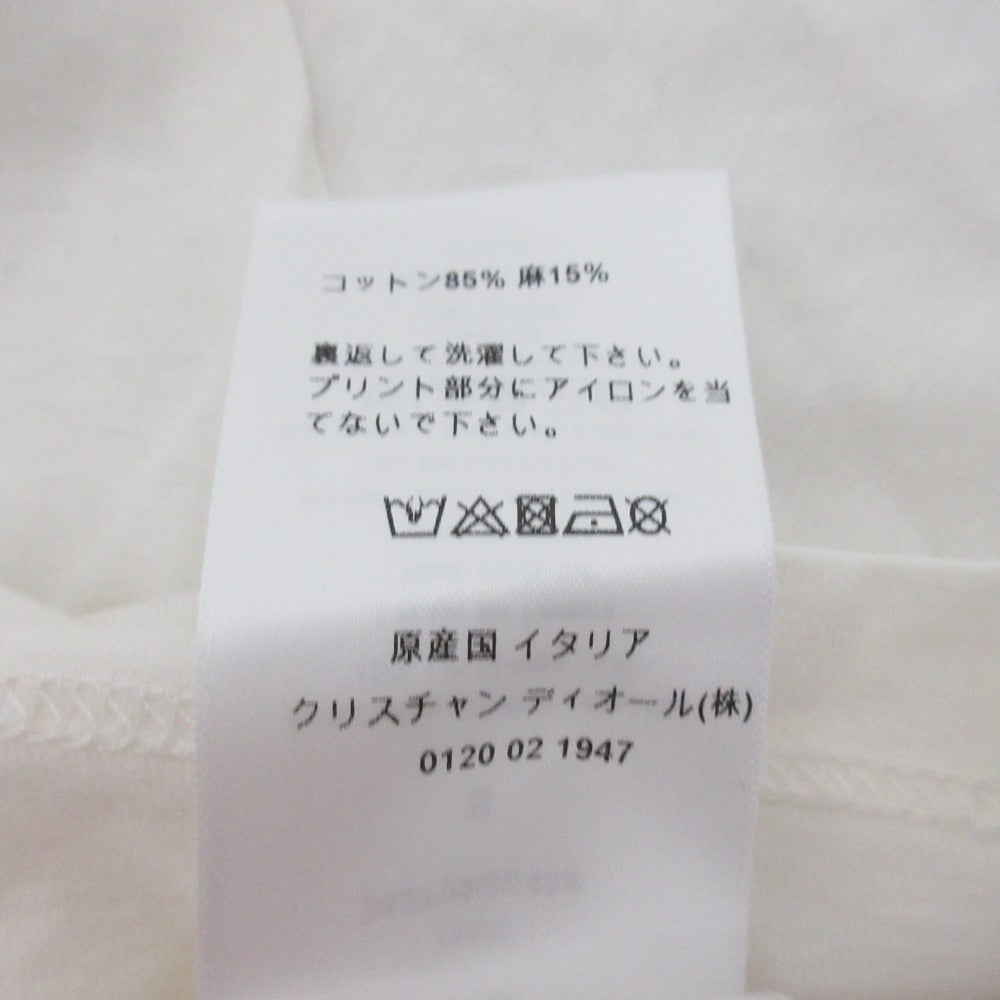 コットン85% 麻15%
裏返して洗濯して下さい。
プリント部分にアイロンを当
てないで下さい。
原産国 イタリア
クリスチャン ディオール(株)
0120 02 1947